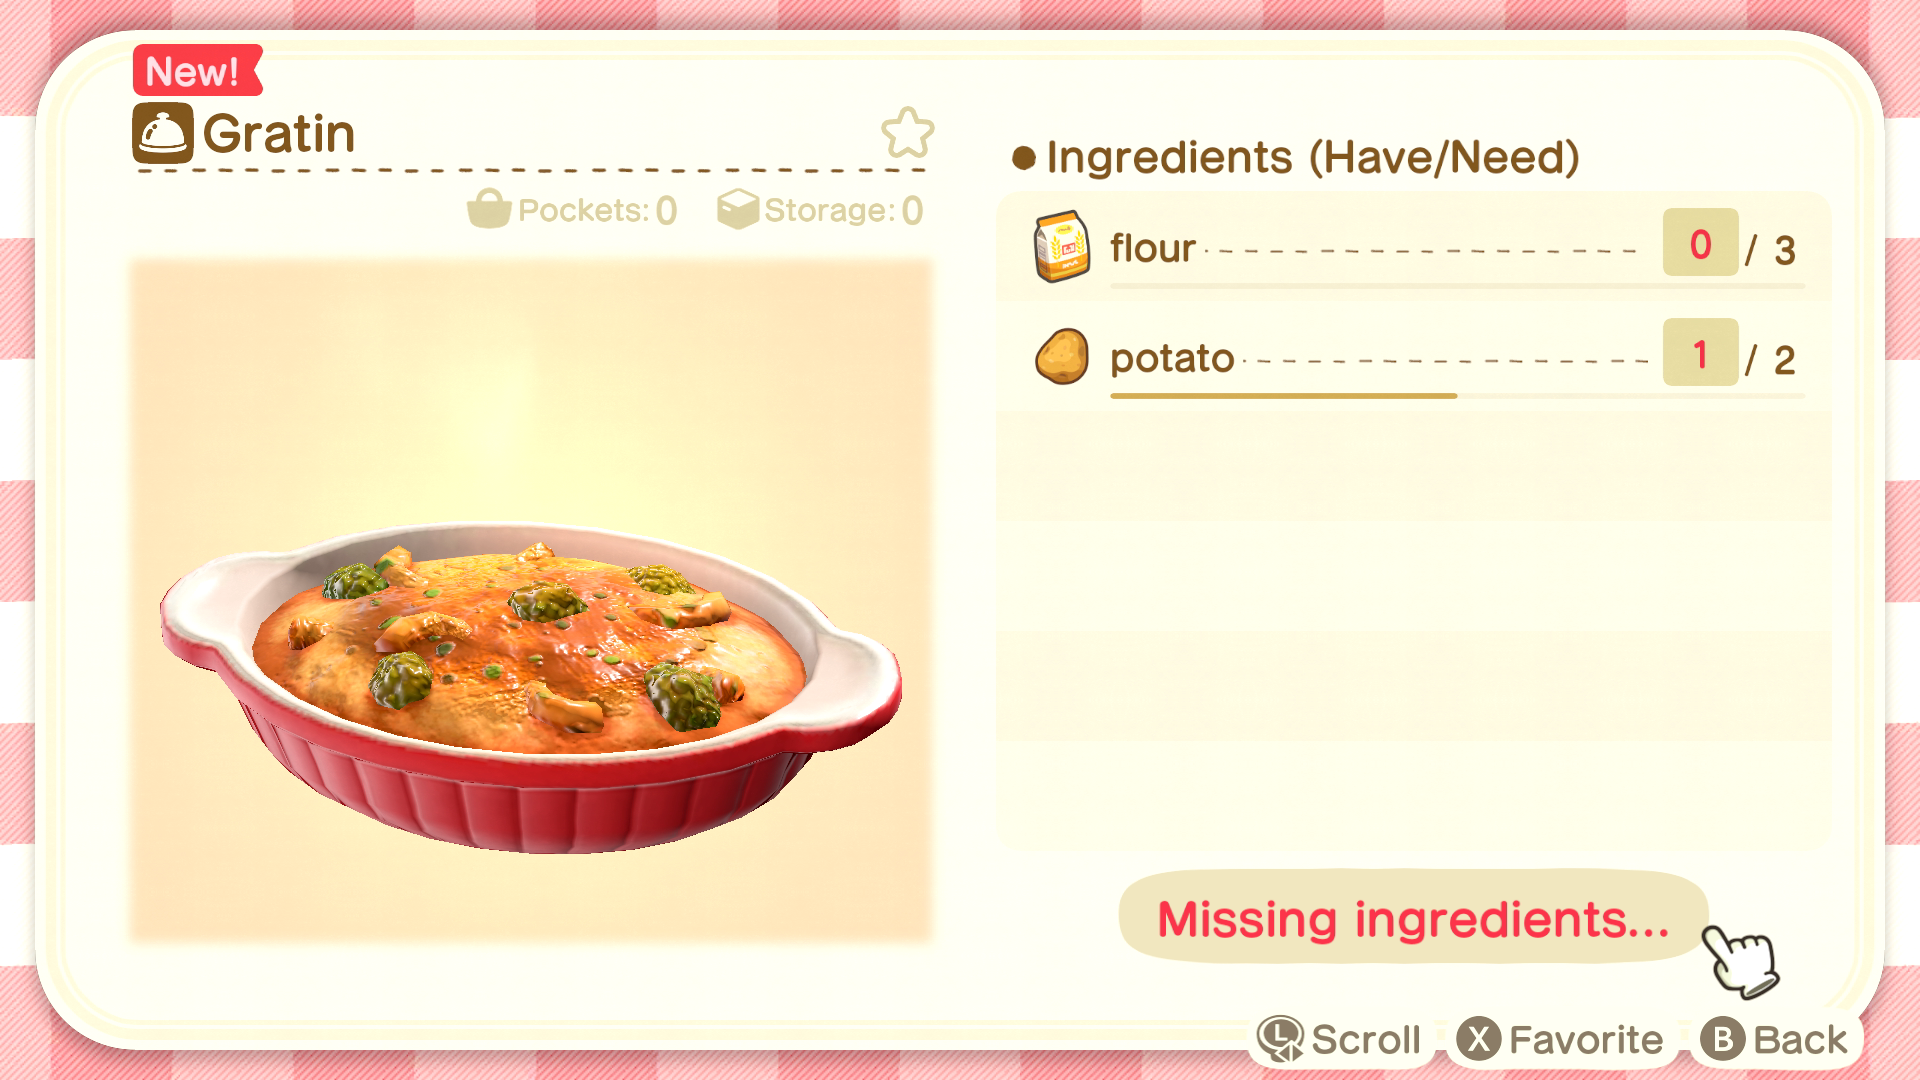 New!
Gratin
Pockets: 0 Storage: 0
Ingredients (Have/Need)
flour 0 / 3
potato 1 / 2
Missing ingredients...
L Scroll X Favorite B Back